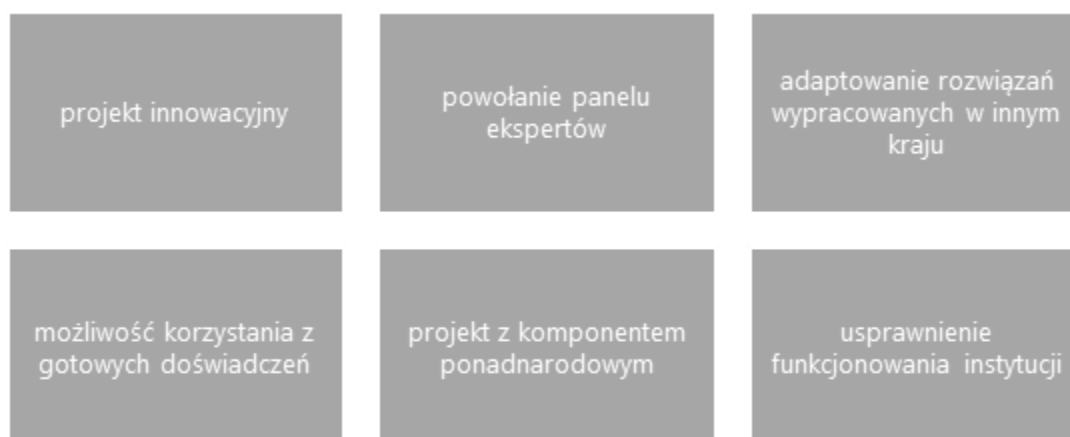 projekt innowacyjny
powołanie panelu
ekspertów
adaptowanie rozwiązań
wypracowanych w innym
kraju
możliwość korzystania z
gotowych doświadczeń
projekt z komponentem
ponadnarodowym
usprawnienie
funkcjonowania instytucji